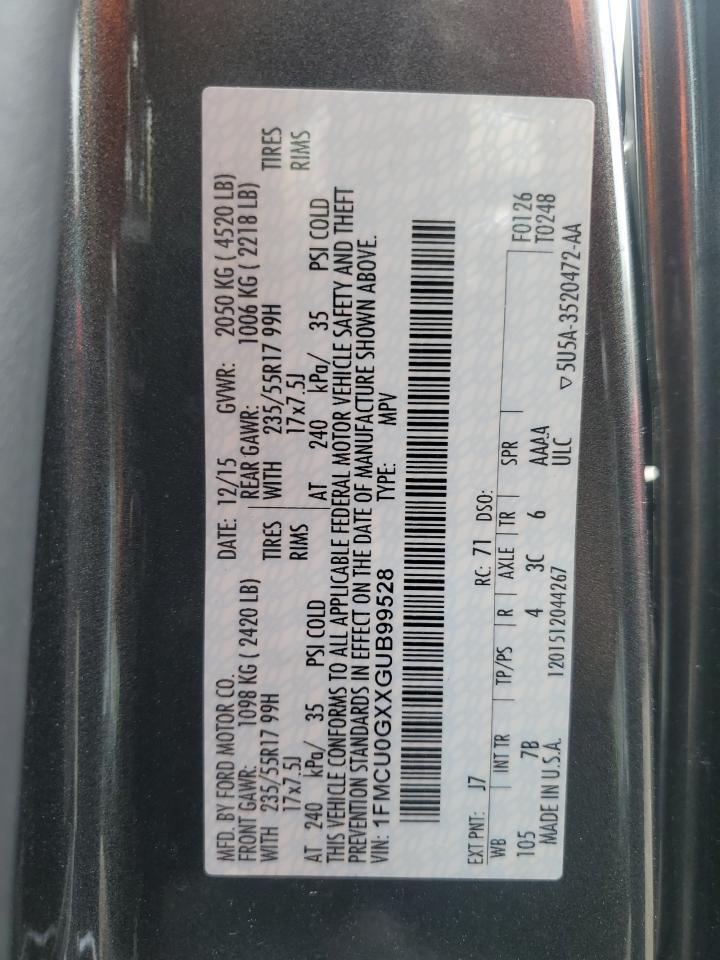 MFD. BY FORD MOTOR CO. DATE: 12/15 GVWR: 2050 KG ( 4520 LB)
FRONT GAWR: 1098 KG ( 2420 LB) REAR GAWR: 1006 KG ( 2218 LB)
WITH 235/55R17 99H TIRES WITH 235/55R17 99H TIRES
17x7.5J RIMS 17x7.5J RIMS
AT 240 kPa/ 35 PSI COLD AT 240 kPa/ 35 PSI COLD
THIS VEHICLE CONFORMS TO ALL APPLICABLE FEDERAL MOTOR VEHICLE SAFETY AND THEFT
PREVENTION STANDARDS IN EFFECT ON THE DATE OF MANUFACTURE SHOWN ABOVE.
VIN: 1FMCU0GXXGUB99528 TYPE: MPV
EXT PNT: J7 RC: 71 DSO:
WB INT TR TP/PS R AXLE TR SPR F0126
105 7B 4 3C 6 AAAA T0248
MADE IN U.S.A. 1201512044267 ULC ▽5U5A-3520472-AA